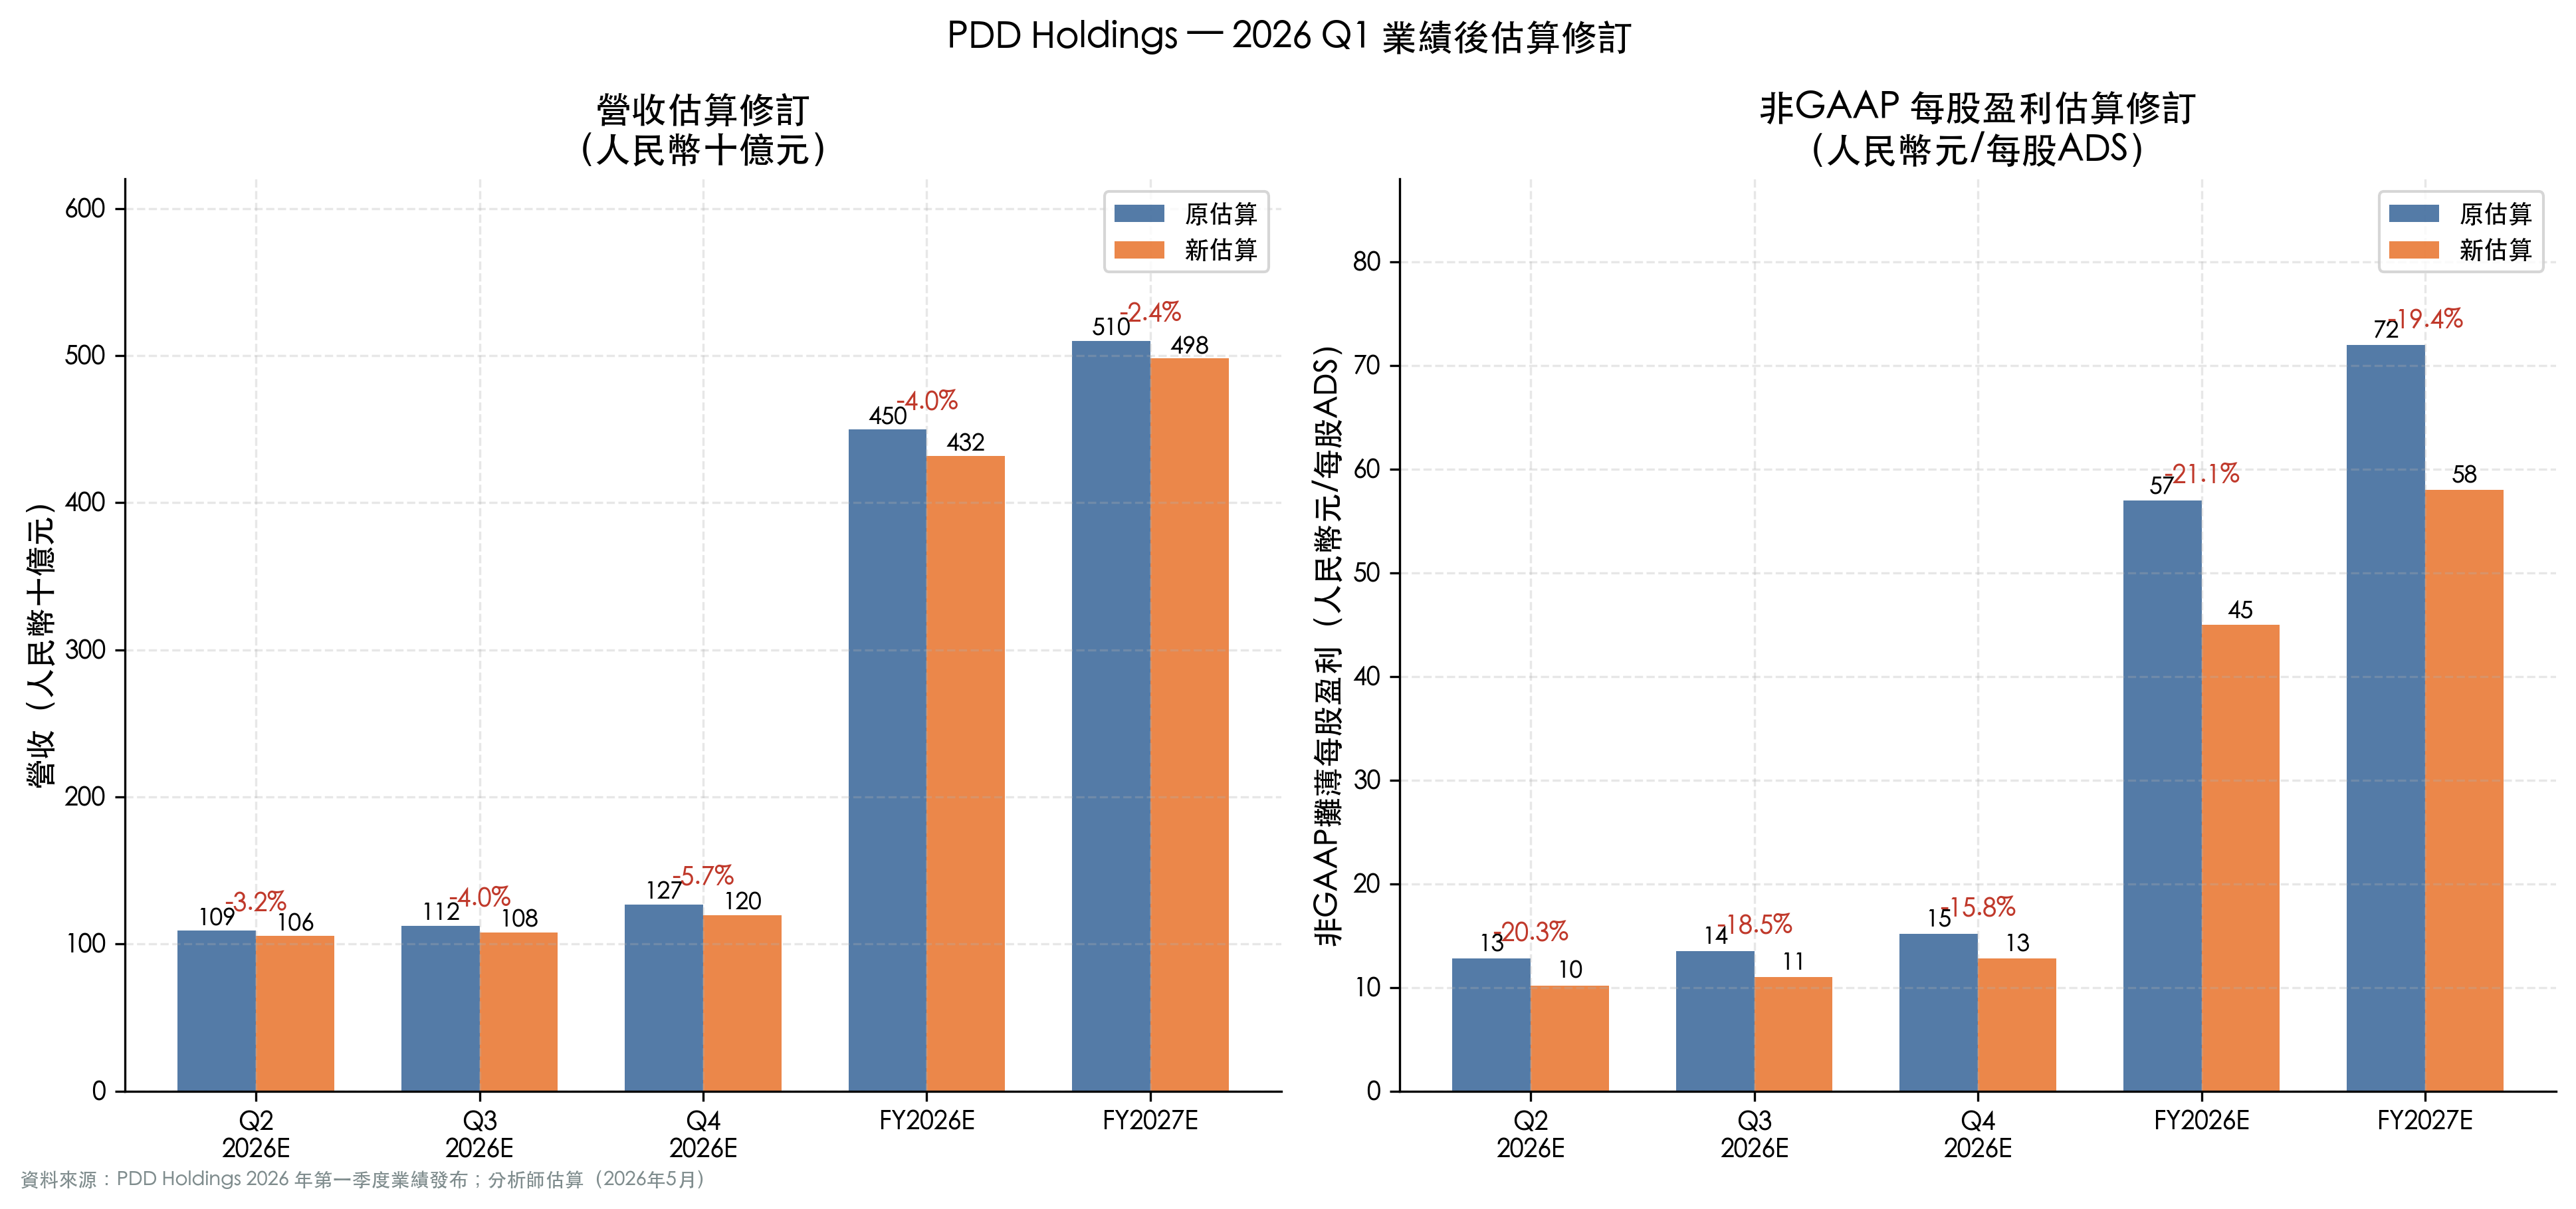 PDD Holdings — 2026 Q1 業績後估算修訂
營收估算修訂
（人民幣十億元）
營收（人民幣十億元）
600
500
400
300
200
100
0
原估算
新估算
109
-3.2%
106
112
-4.0%
108
127
-5.7%
120
450
-4.0%
432
510
-2.4%
498
Q2
2026E
Q3
2026E
Q4
2026E
FY2026E
FY2027E
非GAAP 每股盈利估算修訂
（人民幣元/每股ADS）
非GAAP攤薄每股盈利（人民幣元/每股ADS）
80
70
60
50
40
30
20
10
0
原估算
新估算
13
-20.3%
10
14
-18.5%
11
15
-15.8%
13
57
-21.1%
45
72
-19.4%
58
Q2
2026E
Q3
2026E
Q4
2026E
FY2026E
FY2027E
資料來源：PDD Holdings 2026 年第一季度業績發布；分析師估算（2026年5月）